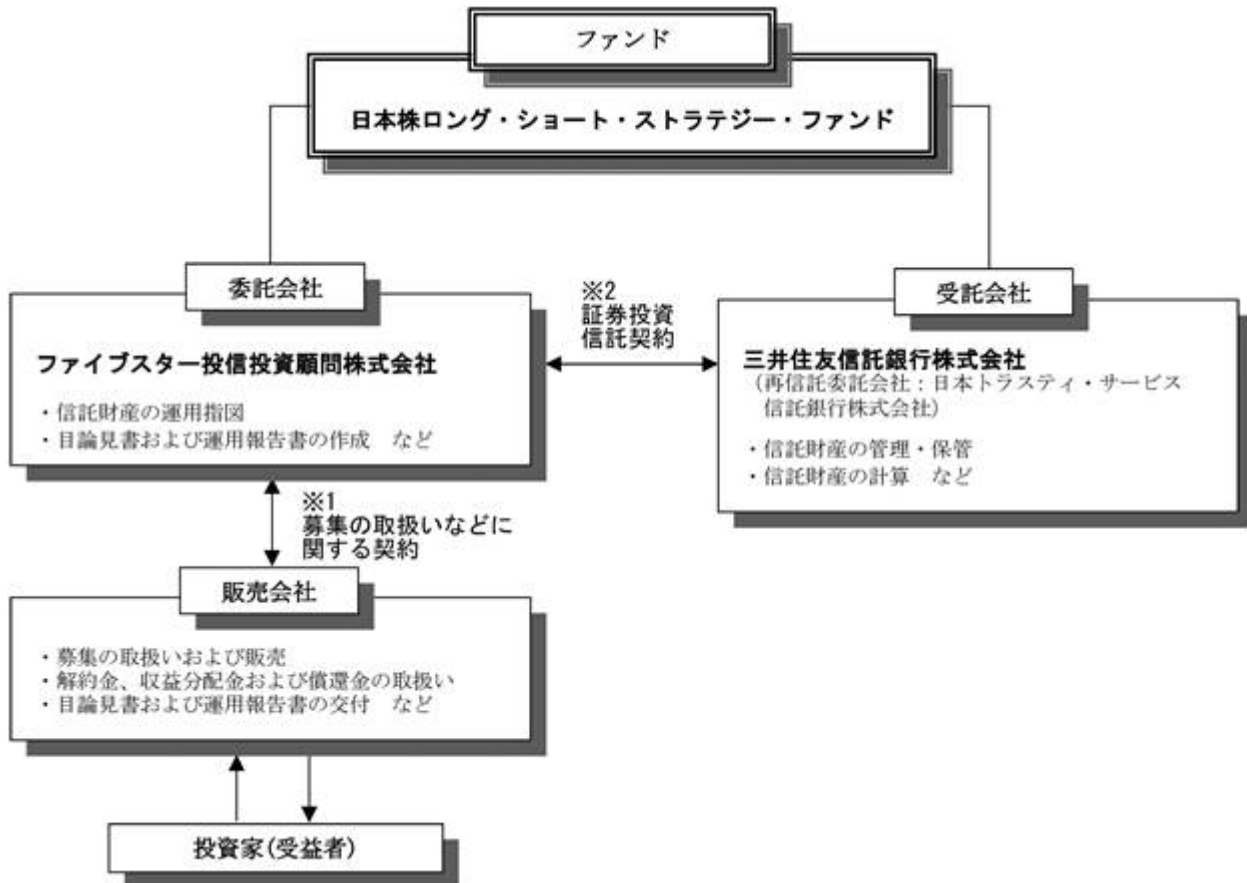 ファンド
日本株ロング・ショート・ストラテジー・ファンド
委託会社
ファイブスター投信投資顧問株式会社
・信託財産の運用指図
・目論見書および運用報告書の作成　など
※2
証券投資
信託契約
受託会社
三井住友信託銀行株式会社
（再信託委託会社：日本トラスティ・サービス
信託銀行株式会社）
・信託財産の管理・保管
・信託財産の計算　など
※1
募集の取扱いなどに
関する契約
販売会社
・募集の取扱いおよび販売
・解約金、収益分配金および償還金の取扱い
・目論見書および運用報告書の交付　など
投資家(受益者)